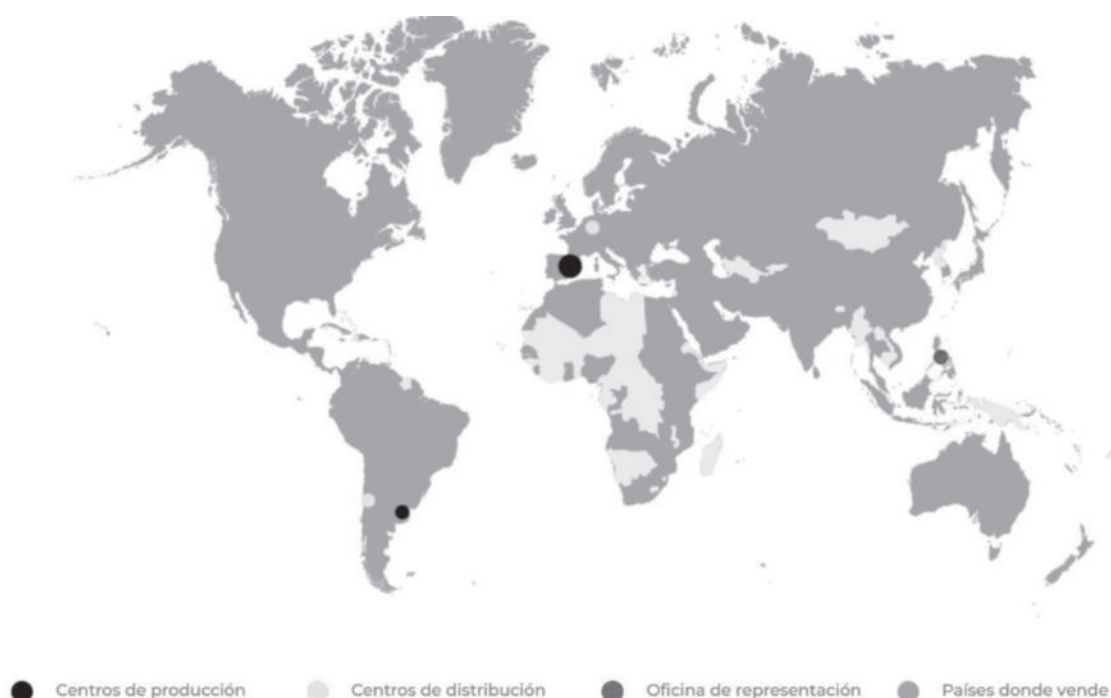 Centros de producción
Centros de distribución
Oficina de representación
Países donde vende